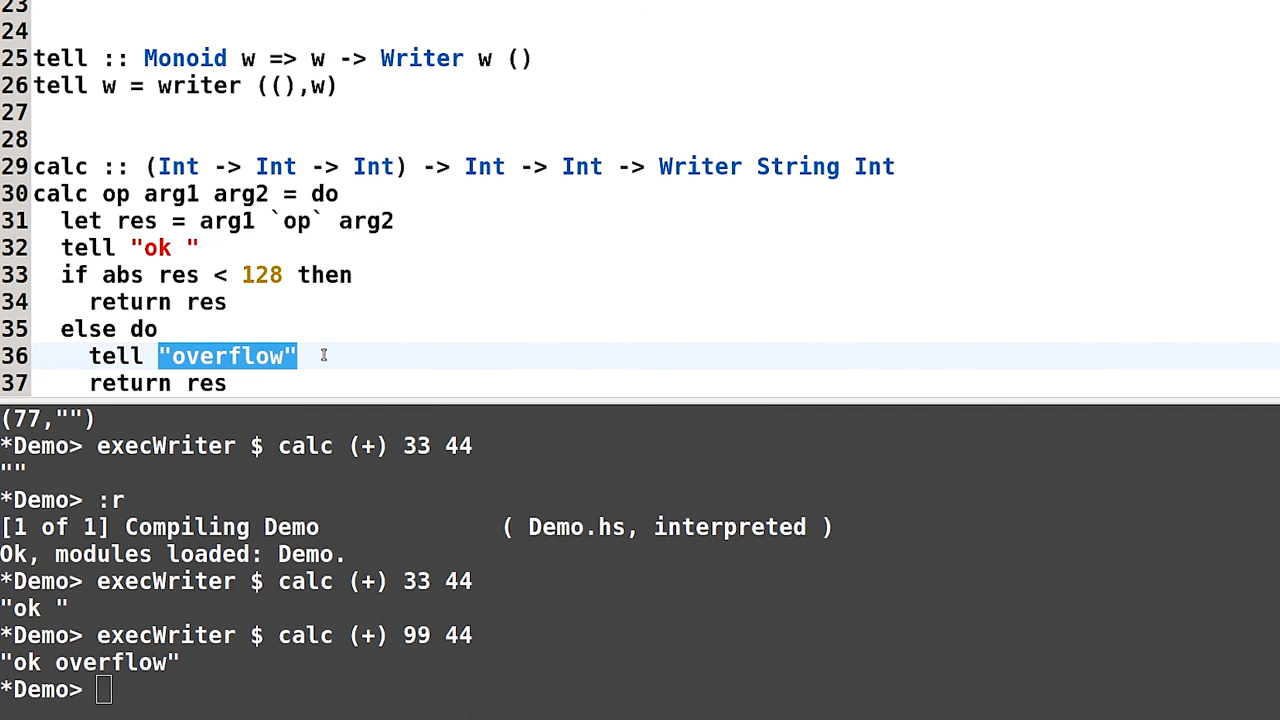 23
24
25 tell :: Monoid w => w -> Writer w ()
26 tell w = writer ((),w)
27
28
29 calc :: (Int -> Int -> Int) -> Int -> Int -> Writer String Int
30 calc op arg1 arg2 = do
31   let res = arg1 `op` arg2
32   tell "ok "
33   if abs res < 128 then
34     return res
35   else do
36     tell "overflow"
37     return res
(77,"")
*Demo> execWriter $ calc (+) 33 44
""
*Demo> :r
[1 of 1] Compiling Demo             ( Demo.hs, interpreted )
Ok, modules loaded: Demo.
*Demo> execWriter $ calc (+) 33 44
"ok "
*Demo> execWriter $ calc (+) 99 44
"ok overflow"
*Demo>